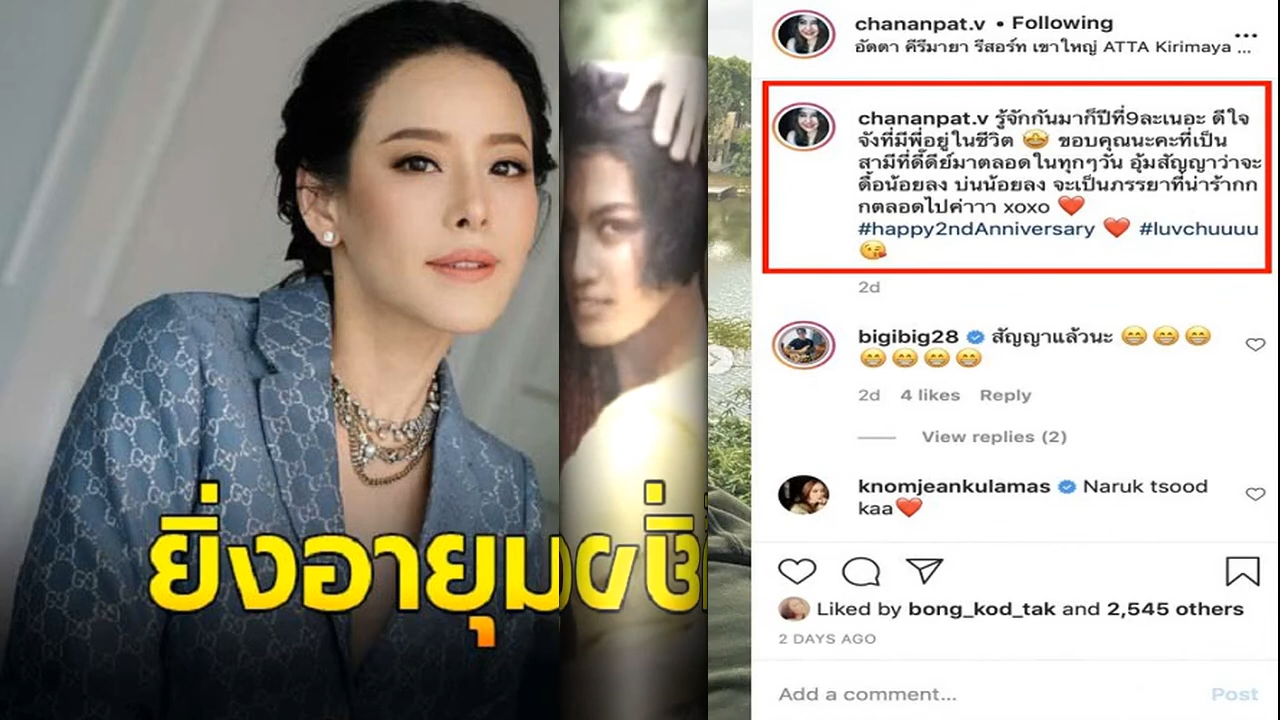 ยิ่งอายุม
chananpat.v • Following
อัตตา คีรีมายา รีสอร์ท เขาใหญ่ ATTA Kirimaya ...
chananpat.v รู้จักกันมาก็ปีที่9ละเนอะ ดีใจ
จังที่มีพี่อยู่ในชีวิต 🤩 ขอบคุณนะคะที่เป็น
สามีที่ดี๊ดีย์มาตลอดในทุกๆวัน อุ้มสัญญาว่าจะ
ดื้อน้อยลง บ่นน้อยลง จะเป็นภรรยาที่น่าร้ากก
กตลอดไปค่าาา xoxo ❤️
#happy2ndAnniversary ❤️ #luvchuuuu
😘
2d
bigibig28 สัญญาแล้วนะ 😁😁😁
😁😁😁😁
2d 4 likes Reply
View replies (2)
knomjeankulamas Naruk tsood
kaa❤️
Liked by bong_kod_tak and 2,545 others
2 DAYS AGO
Add a comment... Post